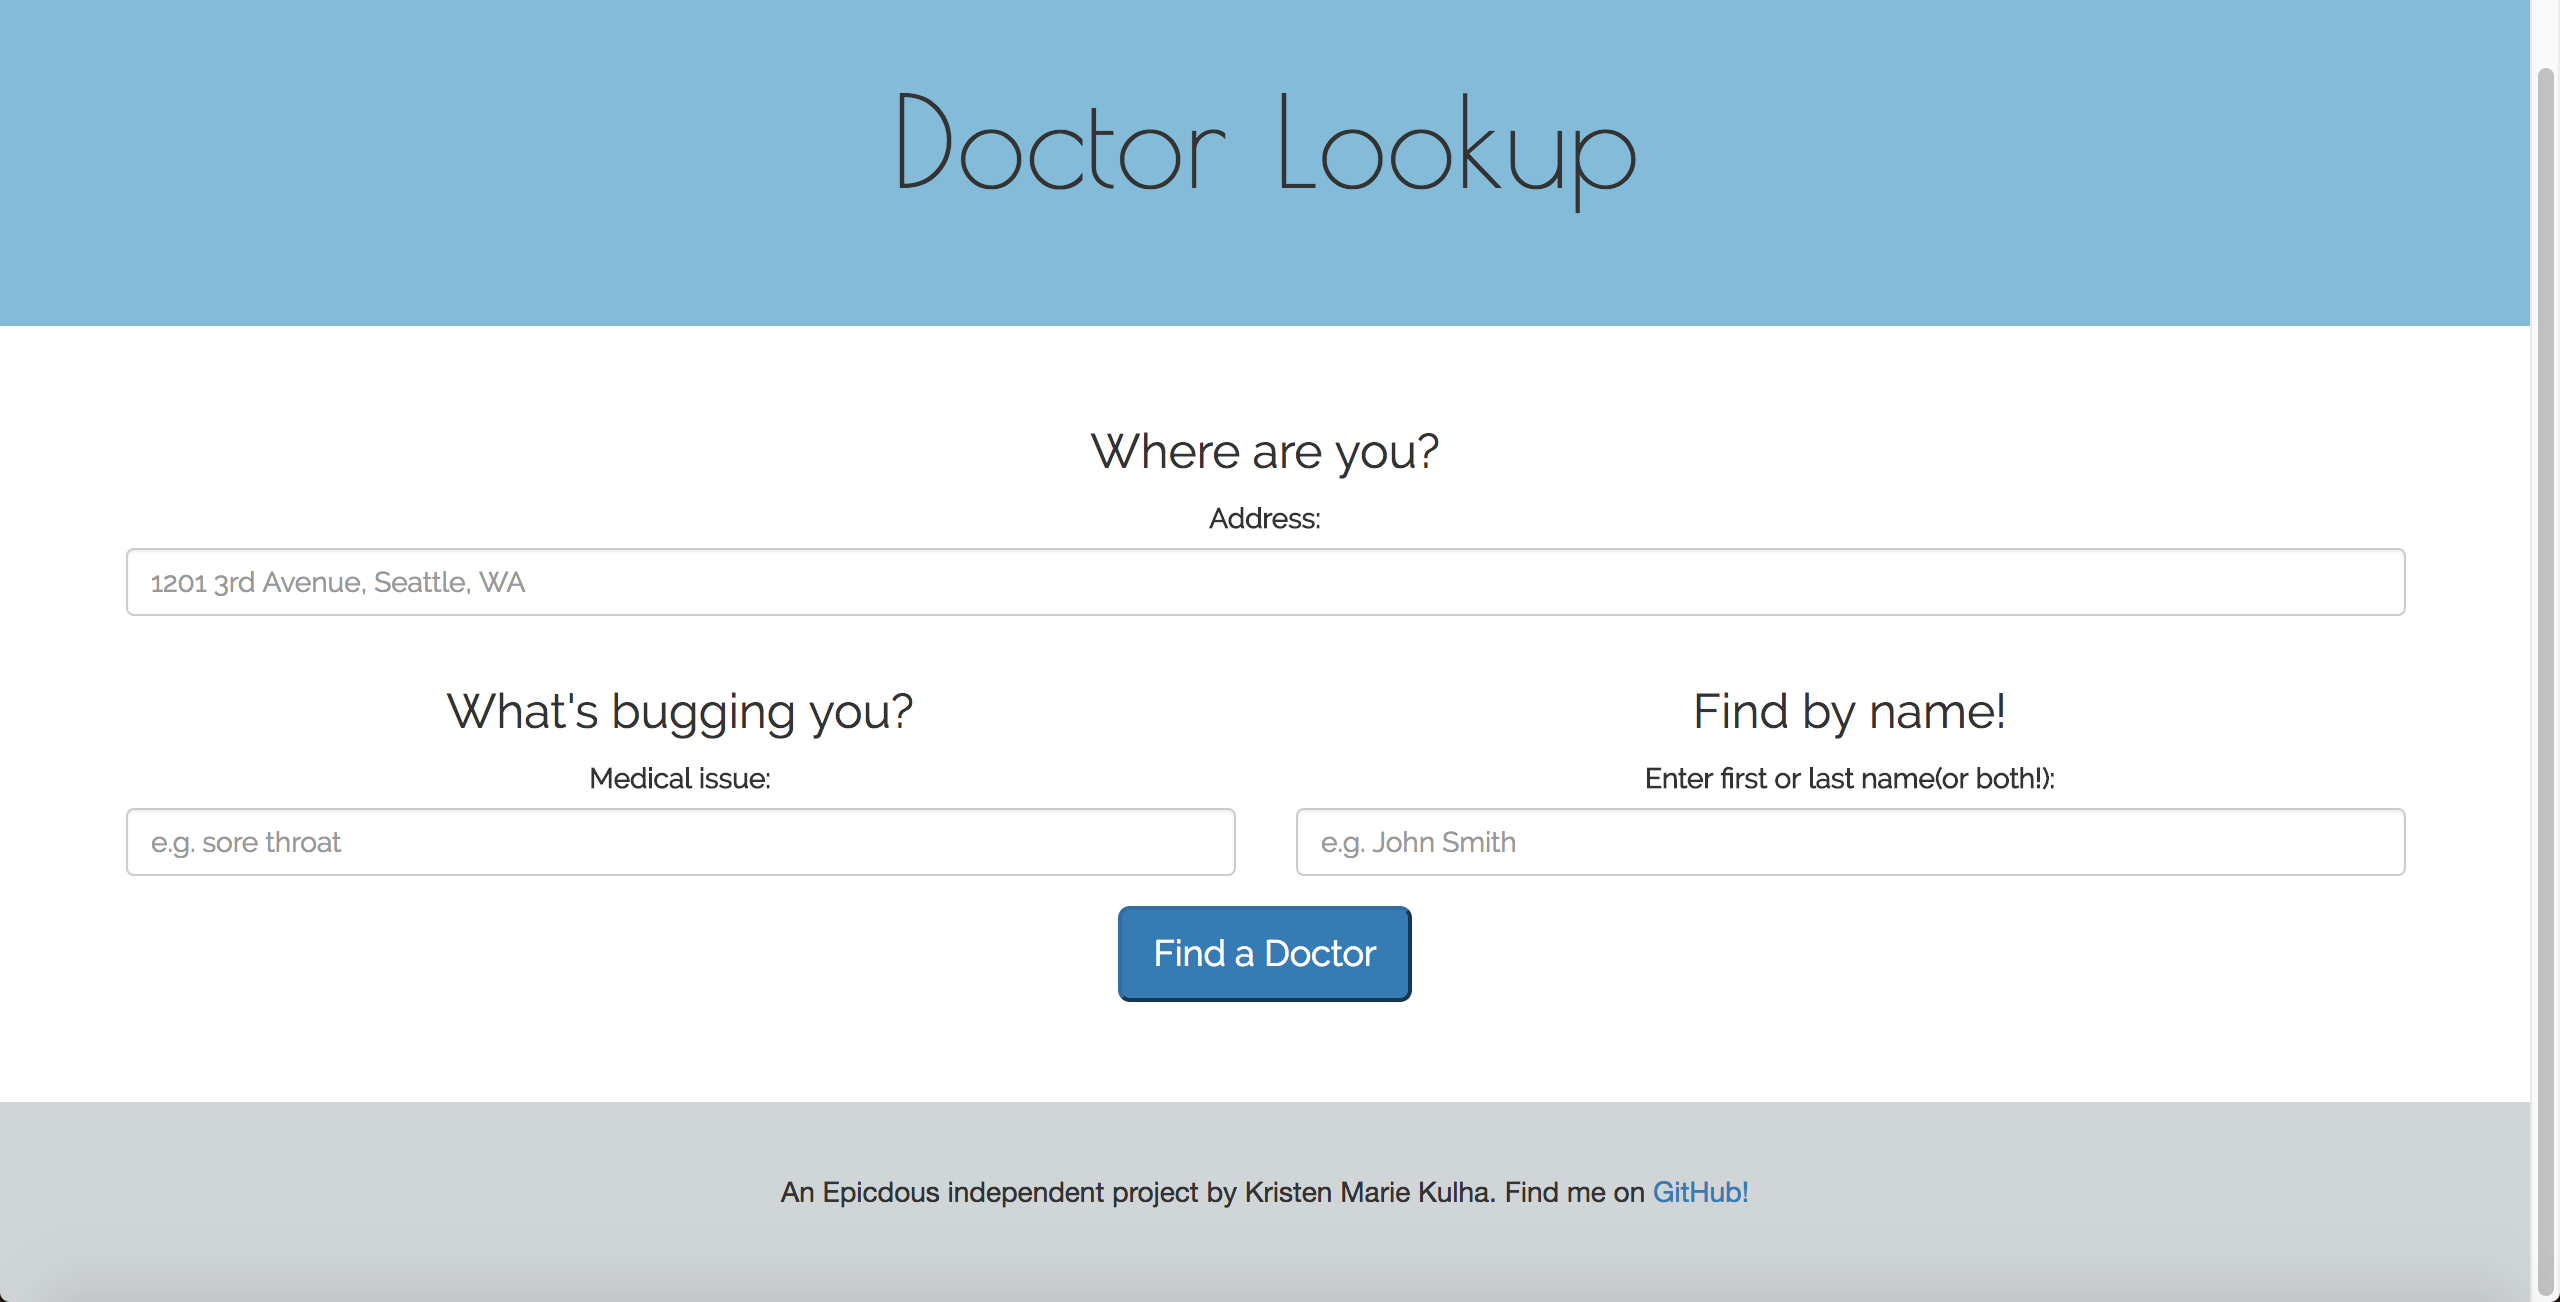 Doctor Lookup
Where are you?
Address:
1201 3rd Avenue, Seattle, WA
What's bugging you?
Medical issue:
e.g. sore throat
Find by name!
Enter first or last name(or both!):
e.g. John Smith
Find a Doctor
An Epicdous independent project by Kristen Marie Kulha. Find me on GitHub!